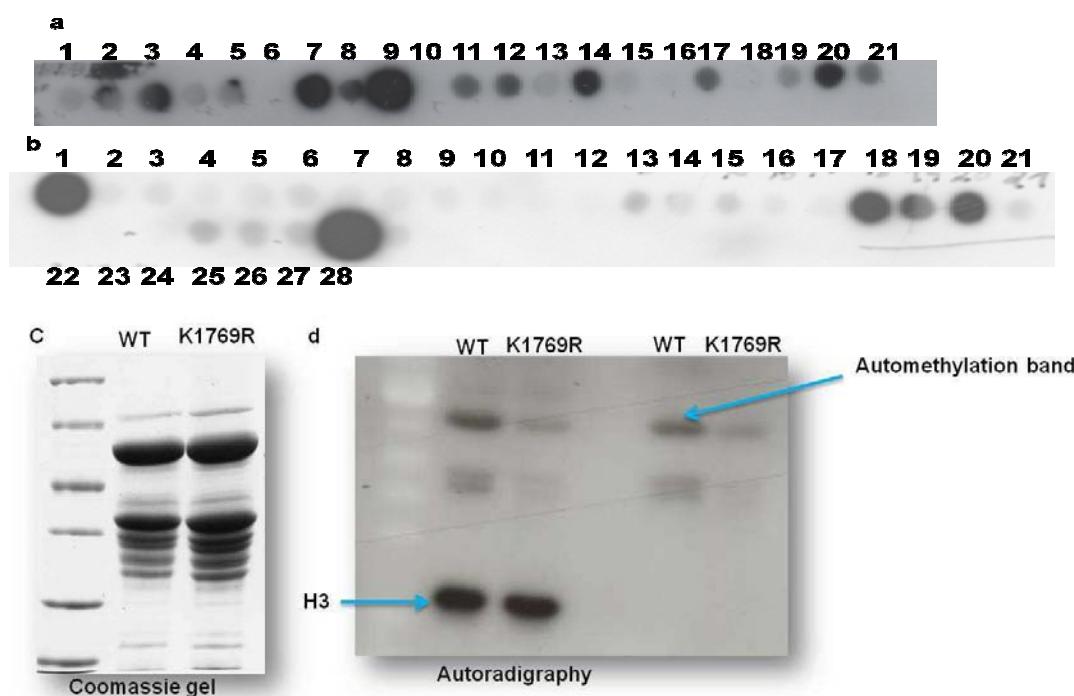 a
1 2 3 4 5 6 7 8 9 10 11 12 13 14 15 16 17 18 19 20 21
b
1 2 3 4 5 6 7 8 9 10 11 12 13 14 15 16 17 18 19 20 21
22 23 24 25 26 27 28
C
WT K1769R
Coomassie gel
d
WT K1769R WT K1769R
Automethylation band
H3
Autoradigraphy